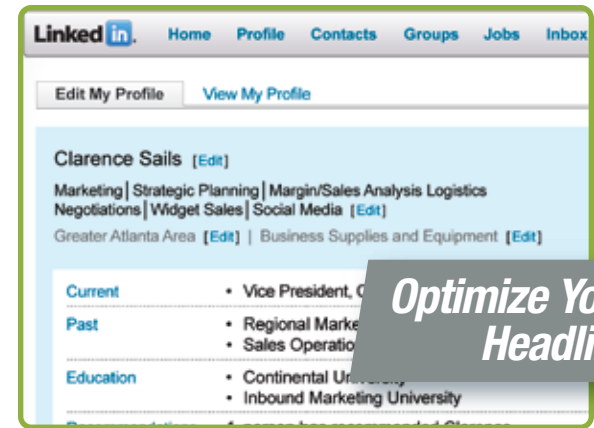 Linked in. Home Profile Contacts Groups Jobs Inbox
Edit My Profile View My Profile
Clarence Sails [Edit]
Marketing| Strategic Planning| Margin/Sales Analysis Logistics
Negotiations| Widget Sales| Social Media [Edit]
Greater Atlanta Area [Edit] | Business Supplies and Equipment [Edit]
Current • Vice President,
Past • Regional Marke
• Sales Operatio
Optimize Yo
Headli
Education • Continental
• Inbound Marketing University